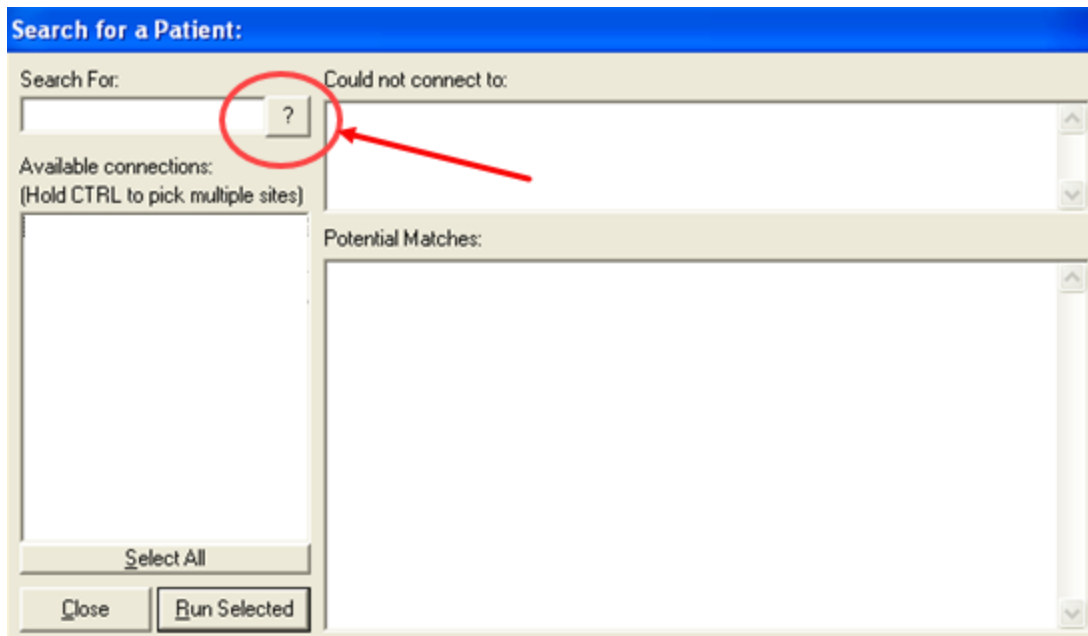 Search for a Patient:
Search For:
?
Available connections:
(Hold CTRL to pick multiple sites)
Select All
Close
Run Selected
Could not connect to:
Potential Matches: